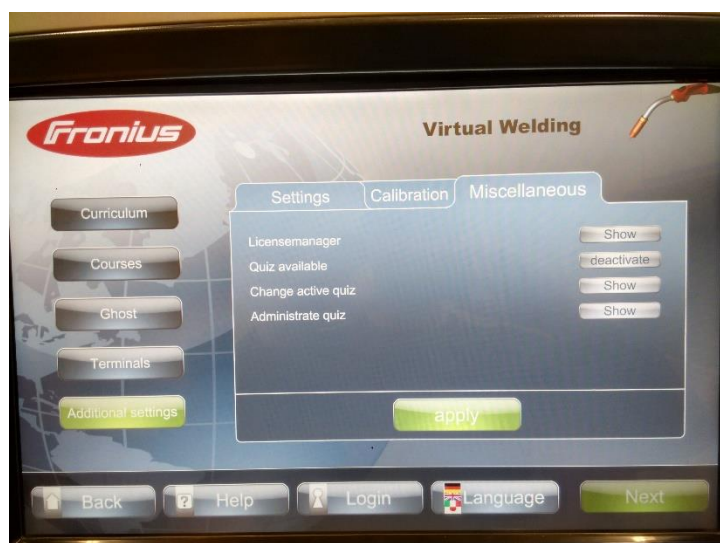 Fronius
Virtual Welding
Curriculum
Courses
Ghost
Terminals
Additional settings
Settings
Calibration
Miscellaneous
Licensemanager
Show
Quiz available
deactivate
Change active quiz
Show
Administrate quiz
Show
apply
Back
? Help
Login
Language
Next